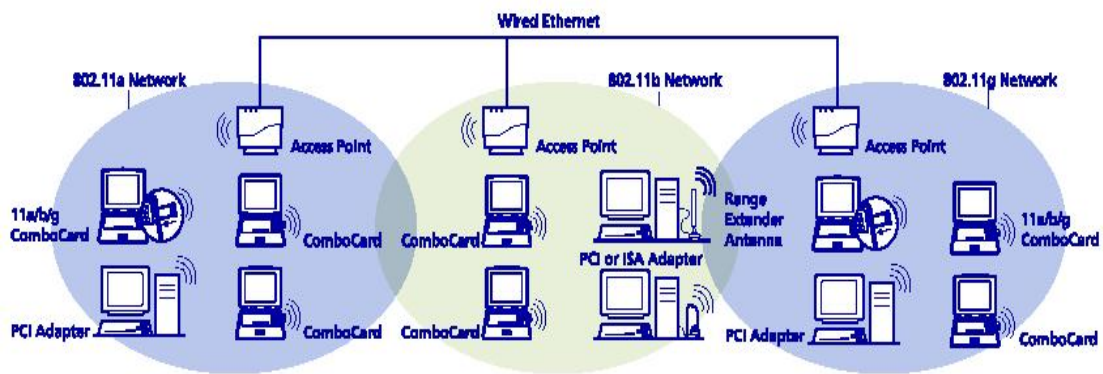 Wired Ethernet
802.11a Network
802.11b Network
802.11g Network
Access Point
Access Point
Access Point
11a/b/g
ComboCard
ComboCard
ComboCard
Range
Extender
Antenna
11a/b/g
ComboCard
PCI or ISA Adapter
PCI Adapter
ComboCard
ComboCard
PCI Adapter
ComboCard